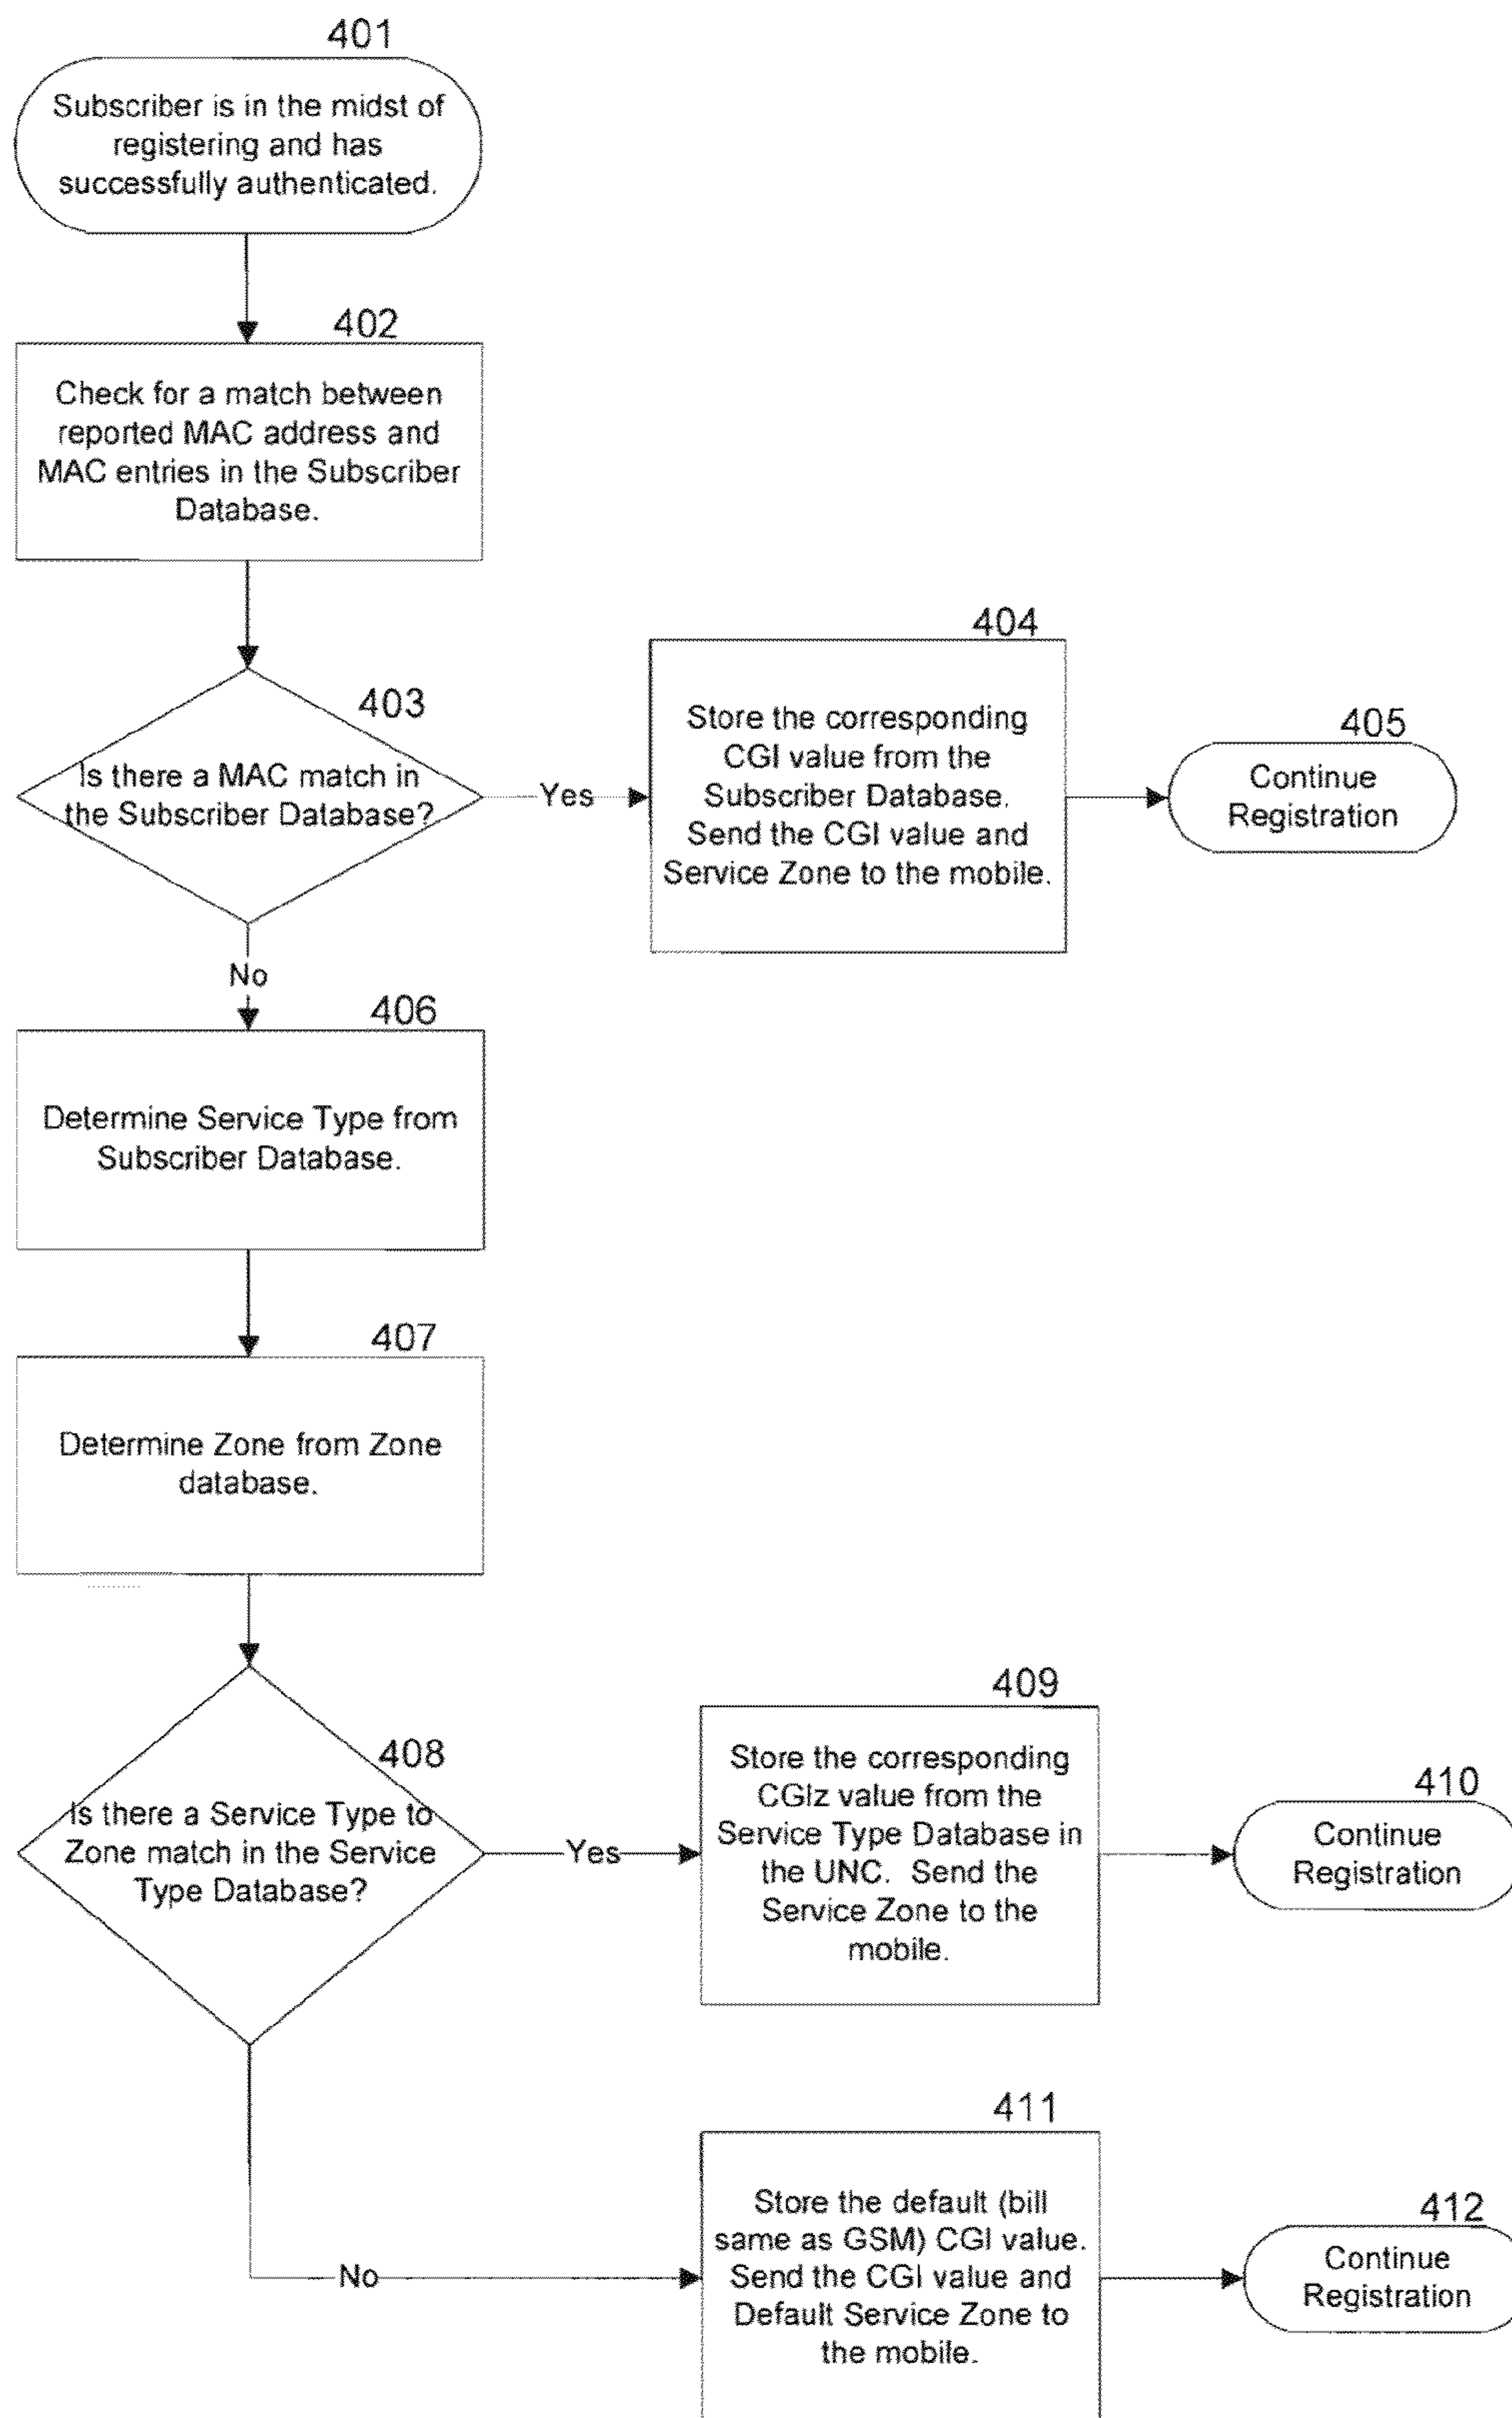 401
Subscriber is in the midst of
registering and has
successfully authenticated.
402
Check for a match between
reported MAC address and
MAC entries in the Subscriber
Database.
403
Is there a MAC match in
the Subscriber Database?
Yes
404
Store the corresponding
CGI value from the
Subscriber Database.
Send the CGI value and
Service Zone to the mobile.
405
Continue
Registration
No
406
Determine Service Type from
Subscriber Database.
407
Determine Zone from Zone
database.
408
Is there a Service Type to
Zone match in the Service
Type Database?
Yes
409
Store the corresponding
CGIz value from the
Service Type Database in
the UNC. Send the
Service Zone to the
mobile.
410
Continue
Registration
No
411
Store the default (bill
same as GSM) CGI value.
Send the CGI value and
Default Service Zone to
the mobile.
412
Continue
Registration